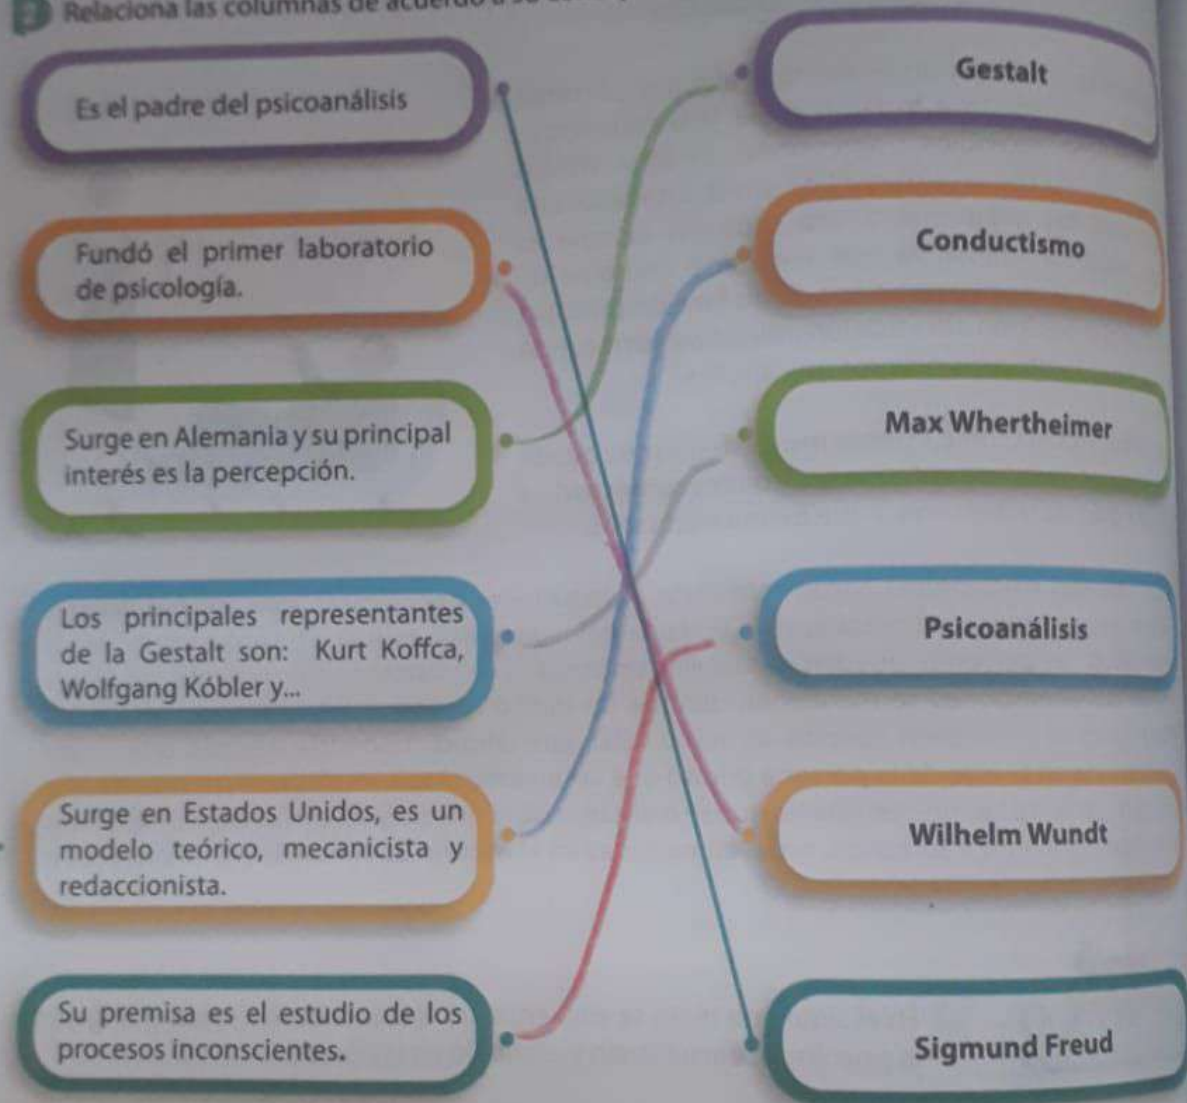 2 Relaciona las columnas de acuerdo a su
Es el padre del psicoanálisis
Gestalt
Fundó el primer laboratorio
de psicología.
Conductismo
Surge en Alemania y su principal
interés es la percepción.
Max Whertheimer
Los principales representantes
de la Gestalt son: Kurt Koffca,
Wolfgang Kóbler y...
Psicoanálisis
Surge en Estados Unidos, es un
modelo teórico, mecanicista y
redaccionista.
Wilhelm Wundt
Su premisa es el estudio de los
procesos inconscientes.
Sigmund Freud